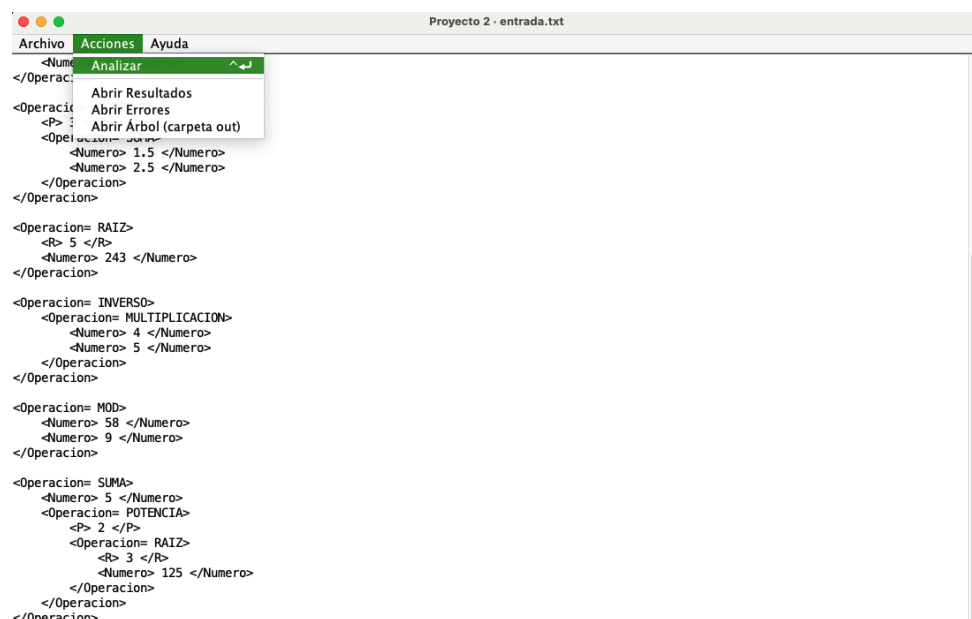 Proyecto 2 - entrada.txt
Archivo Acciones Ayuda
Analizar ^↵
</Operaci
Abrir Resultados
Abrir Errores
Abrir Árbol (carpeta out)
<P>
SUMA>
<Numero> 1.5 </Numero>
<Numero> 2.5 </Numero>
</Operacion>
</Operacion>
<Operacion= RAIZ>
<R> 5 </R>
<Numero> 243 </Numero>
</Operacion>
<Operacion= INVERSO>
<Operacion= MULTIPLICACION>
<Numero> 4 </Numero>
<Numero> 5 </Numero>
</Operacion>
</Operacion>
<Operacion= MOD>
<Numero> 58 </Numero>
<Numero> 9 </Numero>
</Operacion>
<Operacion= SUMA>
<Numero> 5 </Numero>
<Operacion= POTENCIA>
<P> 2 </P>
<Operacion= RAIZ>
<R> 3 </R>
<Numero> 125 </Numero>
</Operacion>
</Operacion>
</Operacion>